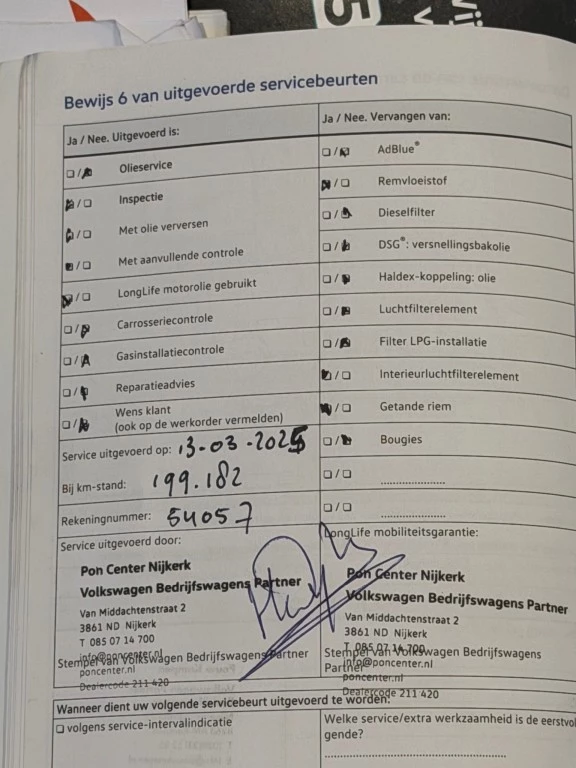 Bewijs 6 van uitgevoerde servicebeurten
Ja / Nee. Uitgevoerd is:
/ Olieservice
/ Inspectie
/ Met olie verversen
/ Met aanvullende controle
/ LongLife motorolie gebruikt
/ Carrosseriecontrole
/ Gasinstallatiecontrole
/ Reparatieadvies
/ Wens klant
(ook op de werkorder vermelden)
Service uitgevoerd op: 13-03-2025
Bij km-stand: 199.182
Rekeningnummer: 54057
Service uitgevoerd door:
Pon Center Nijkerk
Volkswagen Bedrijfswagens Partner
Van Middachtenstraat 2
3861 ND Nijkerk
T 085 07 14 700
info@poncenter.nl
Stempel van Volkswagen Bedrijfswagens Partner
poncenter.nl
Dealercode 211 420
Ja / Nee. Vervangen van:
/ AdBlue®
/ Remvloeistof
/ Dieselfilter
/ DSG®: versnellingsbakolie
/ Haldex-koppeling: olie
/ Luchtfilterelement
/ Filter LPG-installatie
/ Interieurluchtfilterelement
/ Getande riem
/ Bougies
/ .....................
/ .....................
LongLife mobiliteitsgarantie:
Pon Center Nijkerk
Volkswagen Bedrijfswagens Partner
Van Middachtenstraat 2
3861 ND Nijkerk
T 085 07 14 700
Stempel van Volkswagen Bedrijfswagens
info@poncenter.nl
Partner
poncenter.nl
Dealercode 211 420
Wanneer dient uw volgende servicebeurt uitgevoerd te worden:
volgens service-intervalindicatie
Welke service/extra werkzaamheid is de eerstvol
gende?